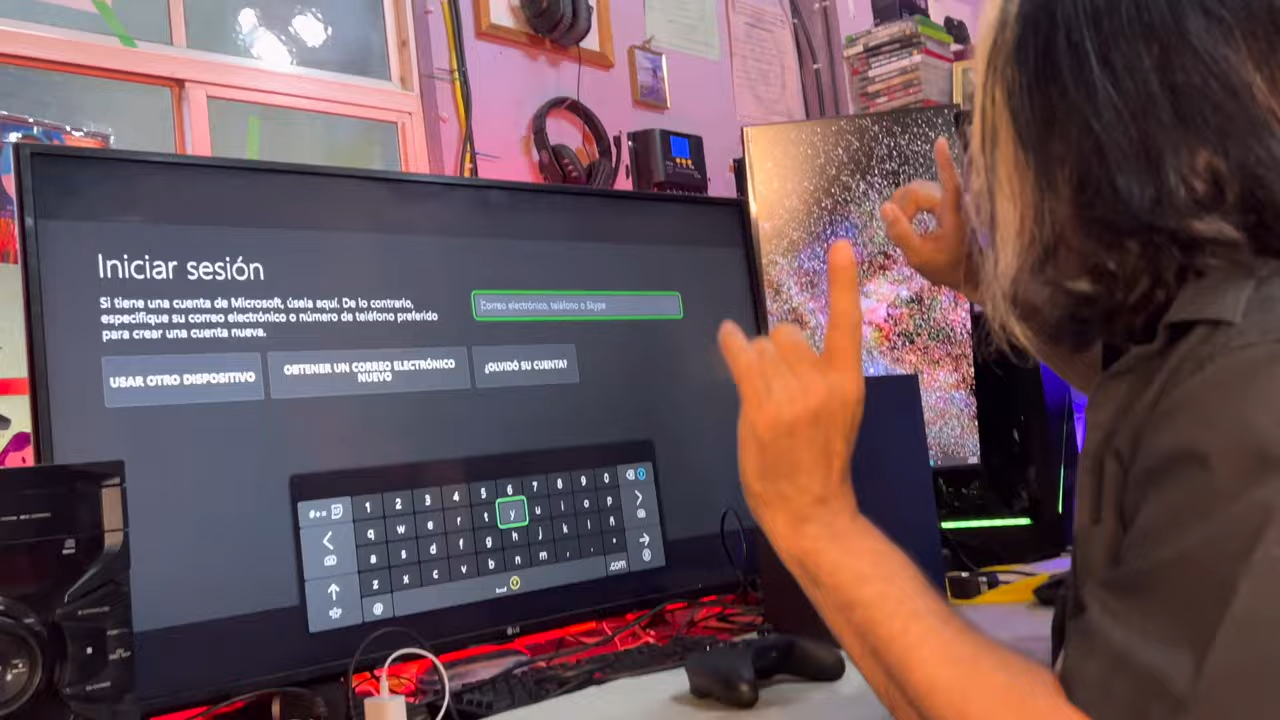 Iniciar sesión
Si tiene una cuenta de Microsoft, úsela aquí. De lo contrario,
especifique su correo electrónico o número de teléfono preferido
para crear una cuenta nueva.
Correo electrónico, teléfono o Skype
USAR OTRO DISPOSITIVO
OBTENER UN CORREO ELECTRÓNICO
NUEVO
¿OLVIDÓ SU CUENTA?
1 2 3 4 5 6 7 8 9 0
q w e r t y u i o p
a s d f g h j k l ñ
z x c v b n m , .
@ .com
LG